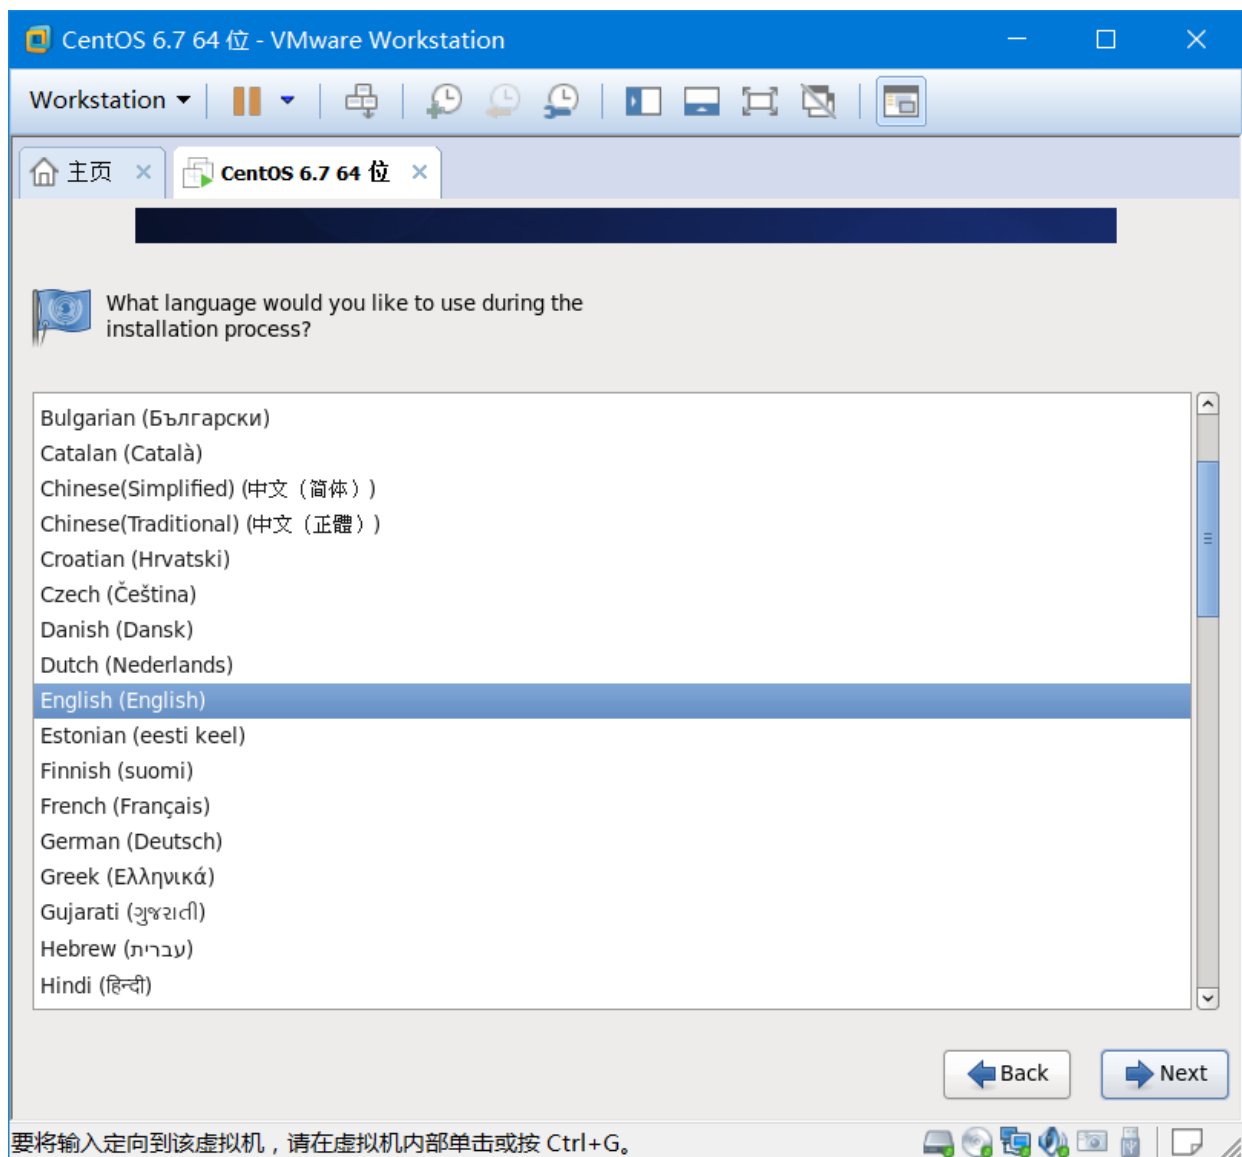 CentOS 6.7 64 位 - VMware Workstation
Workstation
主页
CentOS 6.7 64 位
What language would you like to use during the
installation process?
Bulgarian (Български)
Catalan (Català)
Chinese(Simplified) (中文（简体）)
Chinese(Traditional) (中文（正體）)
Croatian (Hrvatski)
Czech (Čeština)
Danish (Dansk)
Dutch (Nederlands)
English (English)
Estonian (eesti keel)
Finnish (suomi)
French (Français)
German (Deutsch)
Greek (Ελληνικά)
Gujarati (ગુજરાતી)
Hebrew (עברית)
Hindi (हिन्दी)
Back
Next
要将输入定向到该虚拟机，请在虚拟机内部单击或按 Ctrl+G。